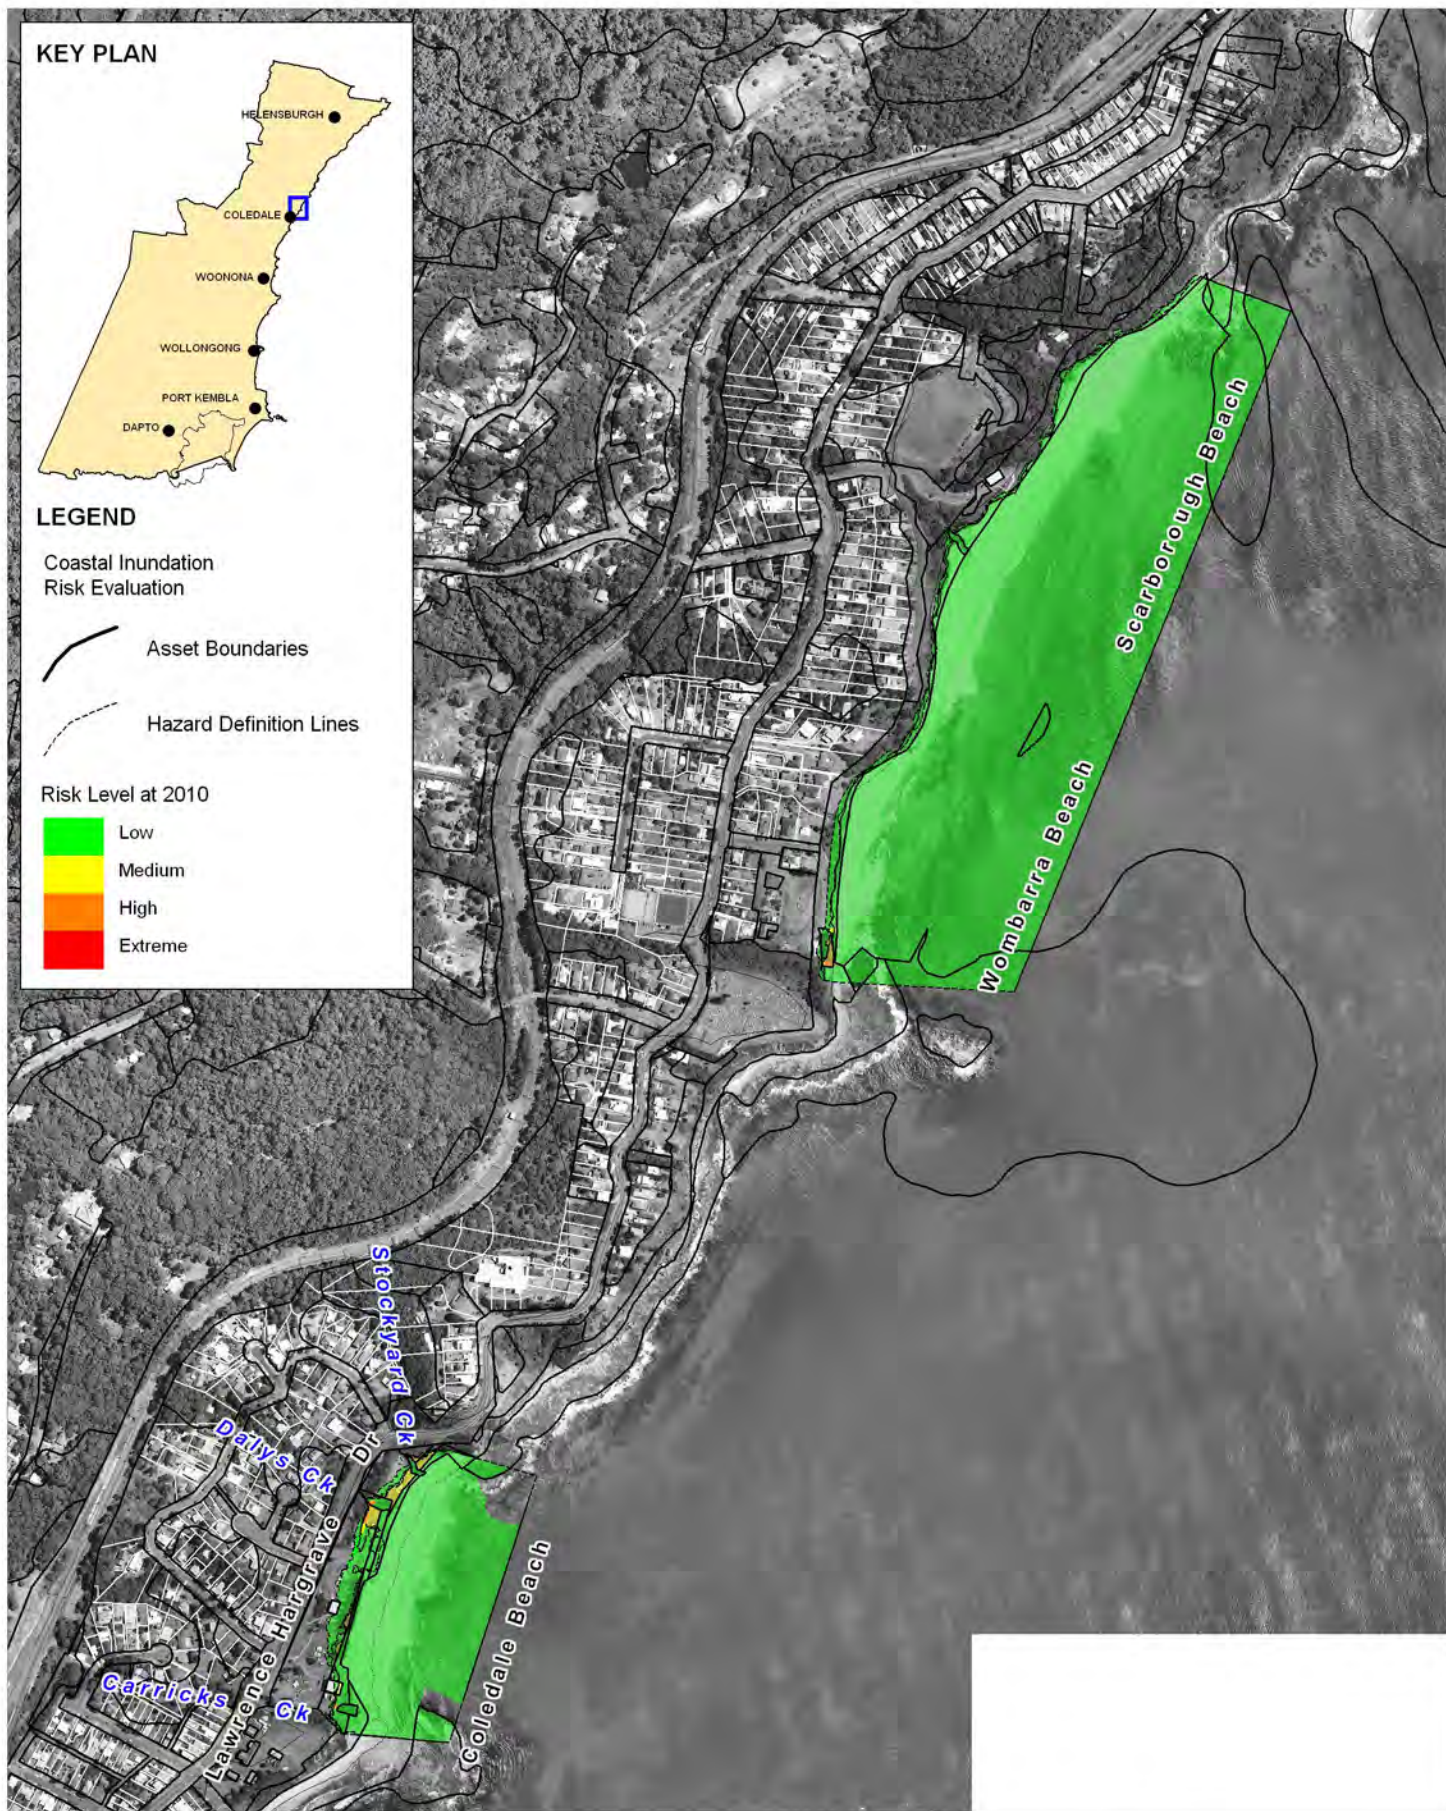 KEY PLAN
HELENSBURGH
COLEDALE
WOONONA
WOLLONGONG
PORT KEMBLA
DAPTO
LEGEND
Coastal Inundation
Risk Evaluation
Asset Boundaries
Hazard Definition Lines
Risk Level at 2010
Low
Medium
High
Extreme
Scarborough Beach
Wombarra Beach
Stockyard Ck
Dalys Ck
Lawrence Hargrave Dr
Carricks Ck
Coledale Beach